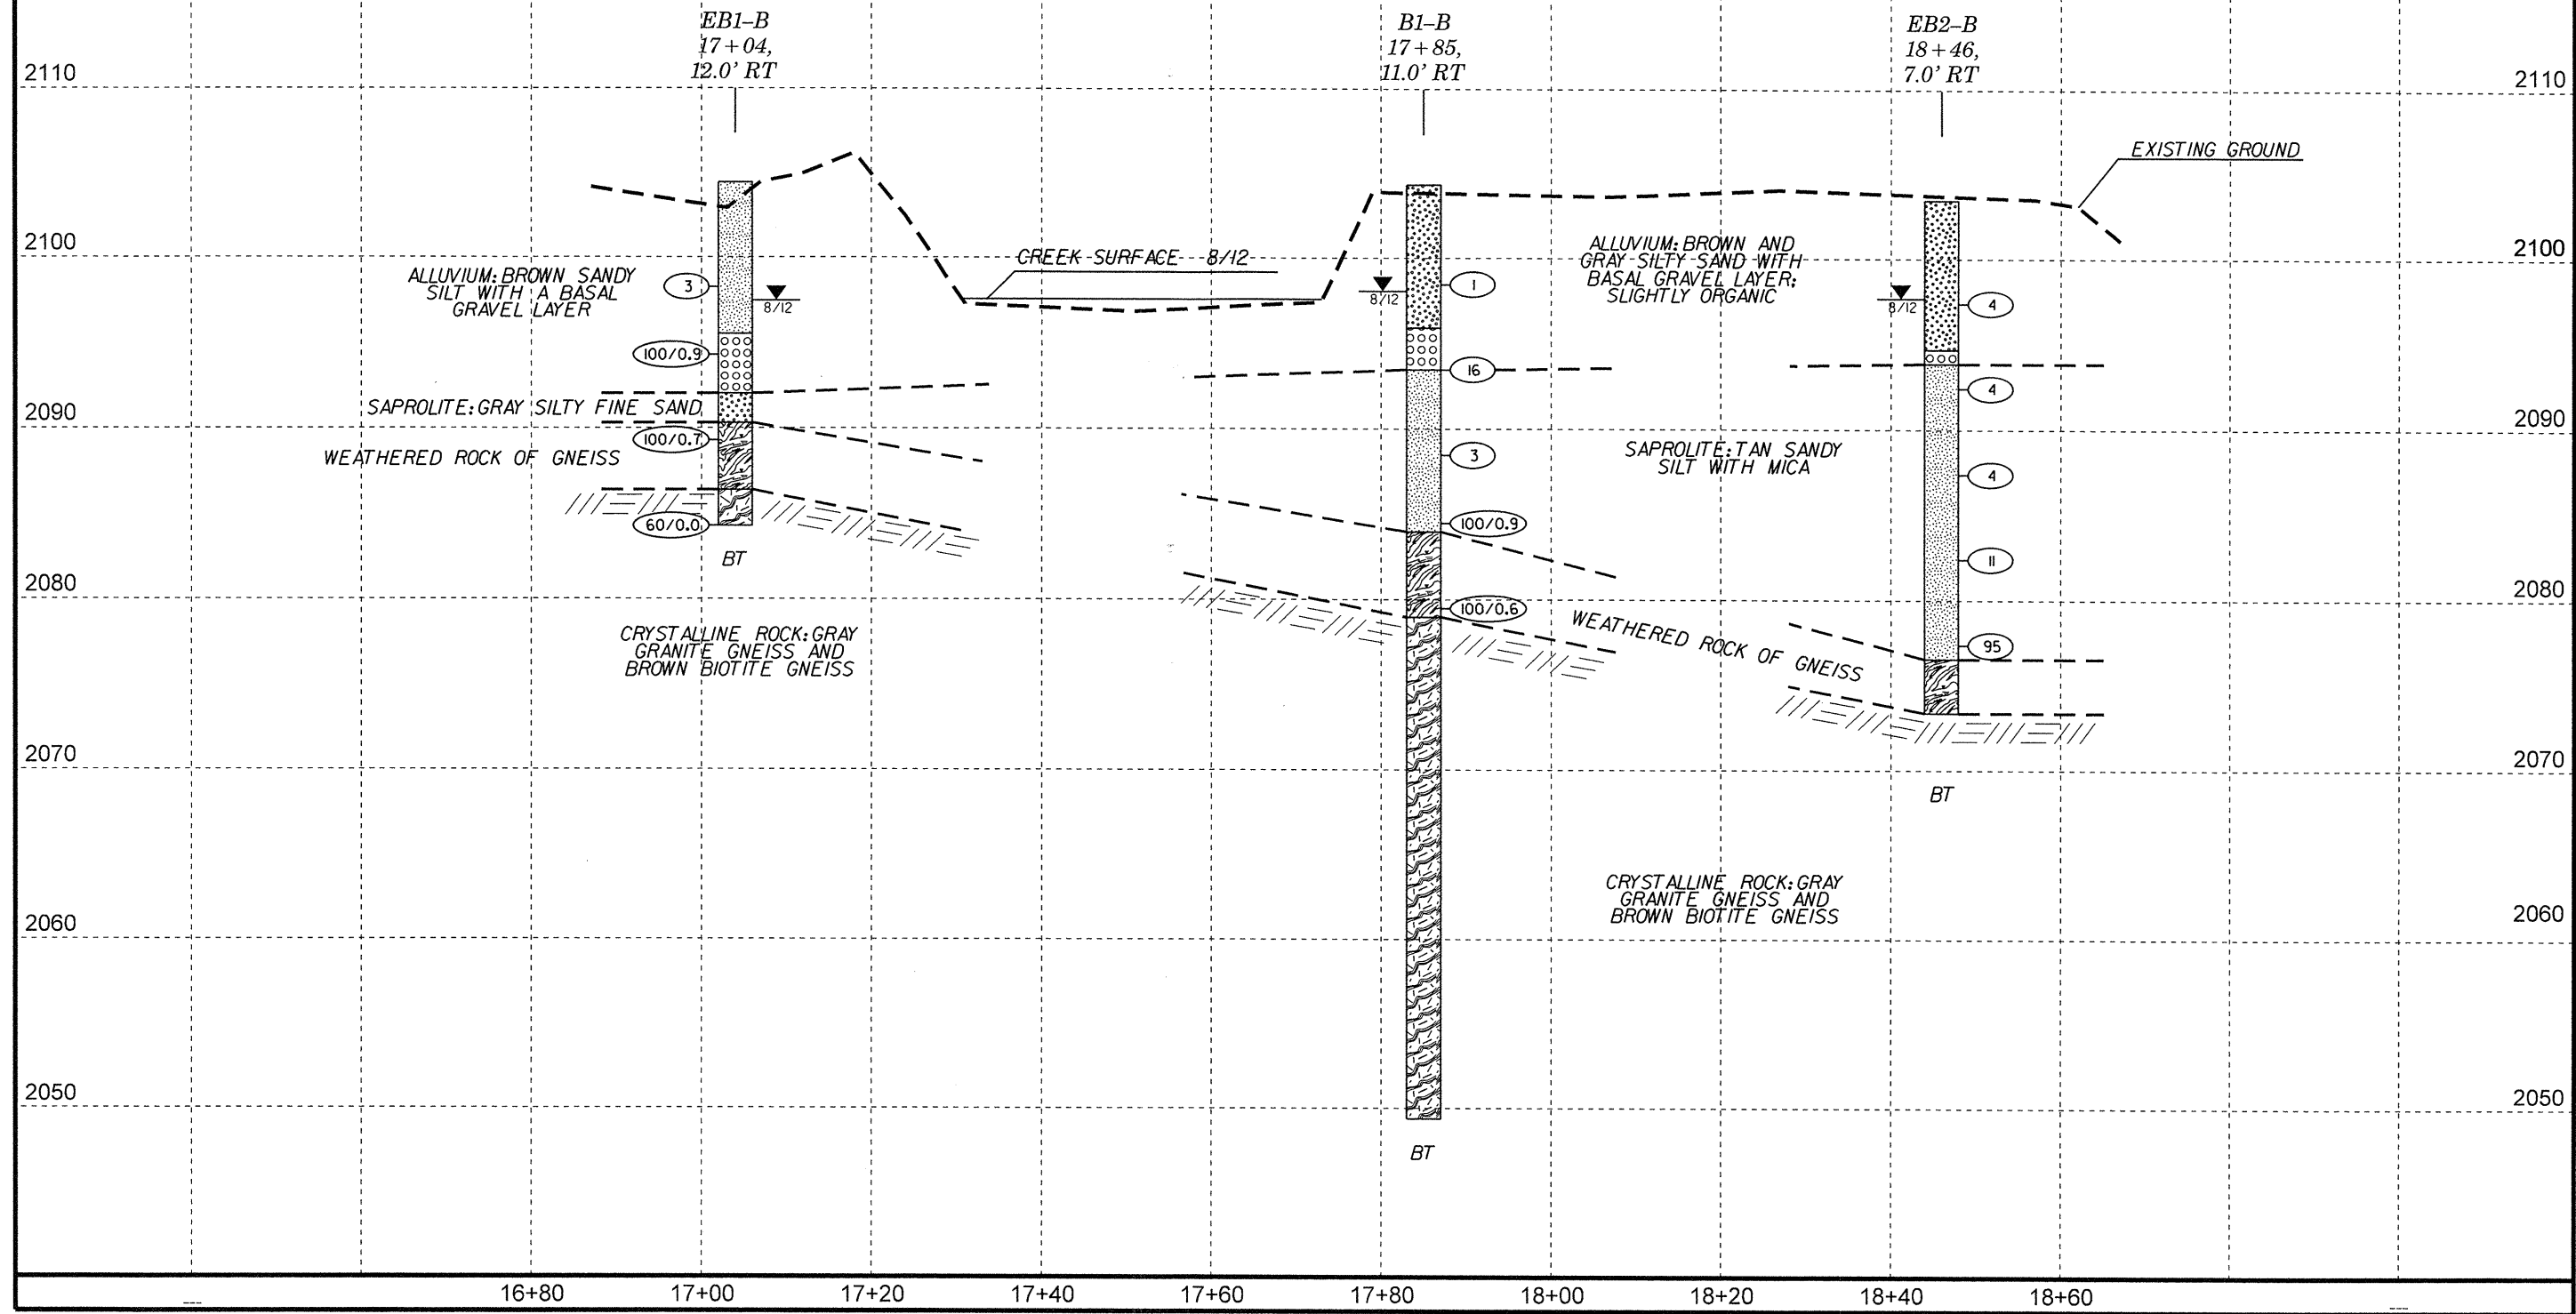 EB1-B
17+04,
12.0' RT
B1-B
17+85,
11.0' RT
EB2-B
18+46,
7.0' RT
2110
2110
EXISTING GROUND
2100
2100
CREEK SURFACE 8/12
ALLUVIUM: BROWN SANDY
SILT WITH A BASAL
GRAVEL LAYER
3
8/12
100/0.9
8/12
1
16
ALLUVIUM: BROWN AND
GRAY SILTY SAND WITH
BASAL GRAVEL LAYER;
SLIGHTLY ORGANIC
8/12
4
4
SAPROLITE: GRAY SILTY FINE SAND
2090
2090
100/0.7
WEATHERED ROCK OF GNEISS
3
SAPROLITE: TAN SANDY
SILT WITH MICA
4
60/0.0
BT
100/0.9
11
2080
2080
100/0.6
WEATHERED ROCK OF GNEISS
95
CRYSTALLINE ROCK: GRAY
GRANITE GNEISS AND
BROWN BIOTITE GNEISS
2070
2070
BT
CRYSTALLINE ROCK: GRAY
GRANITE GNEISS AND
BROWN BIOTITE GNEISS
2060
2060
2050
2050
BT
16+80
17+00
17+20
17+40
17+60
17+80
18+00
18+20
18+40
18+60